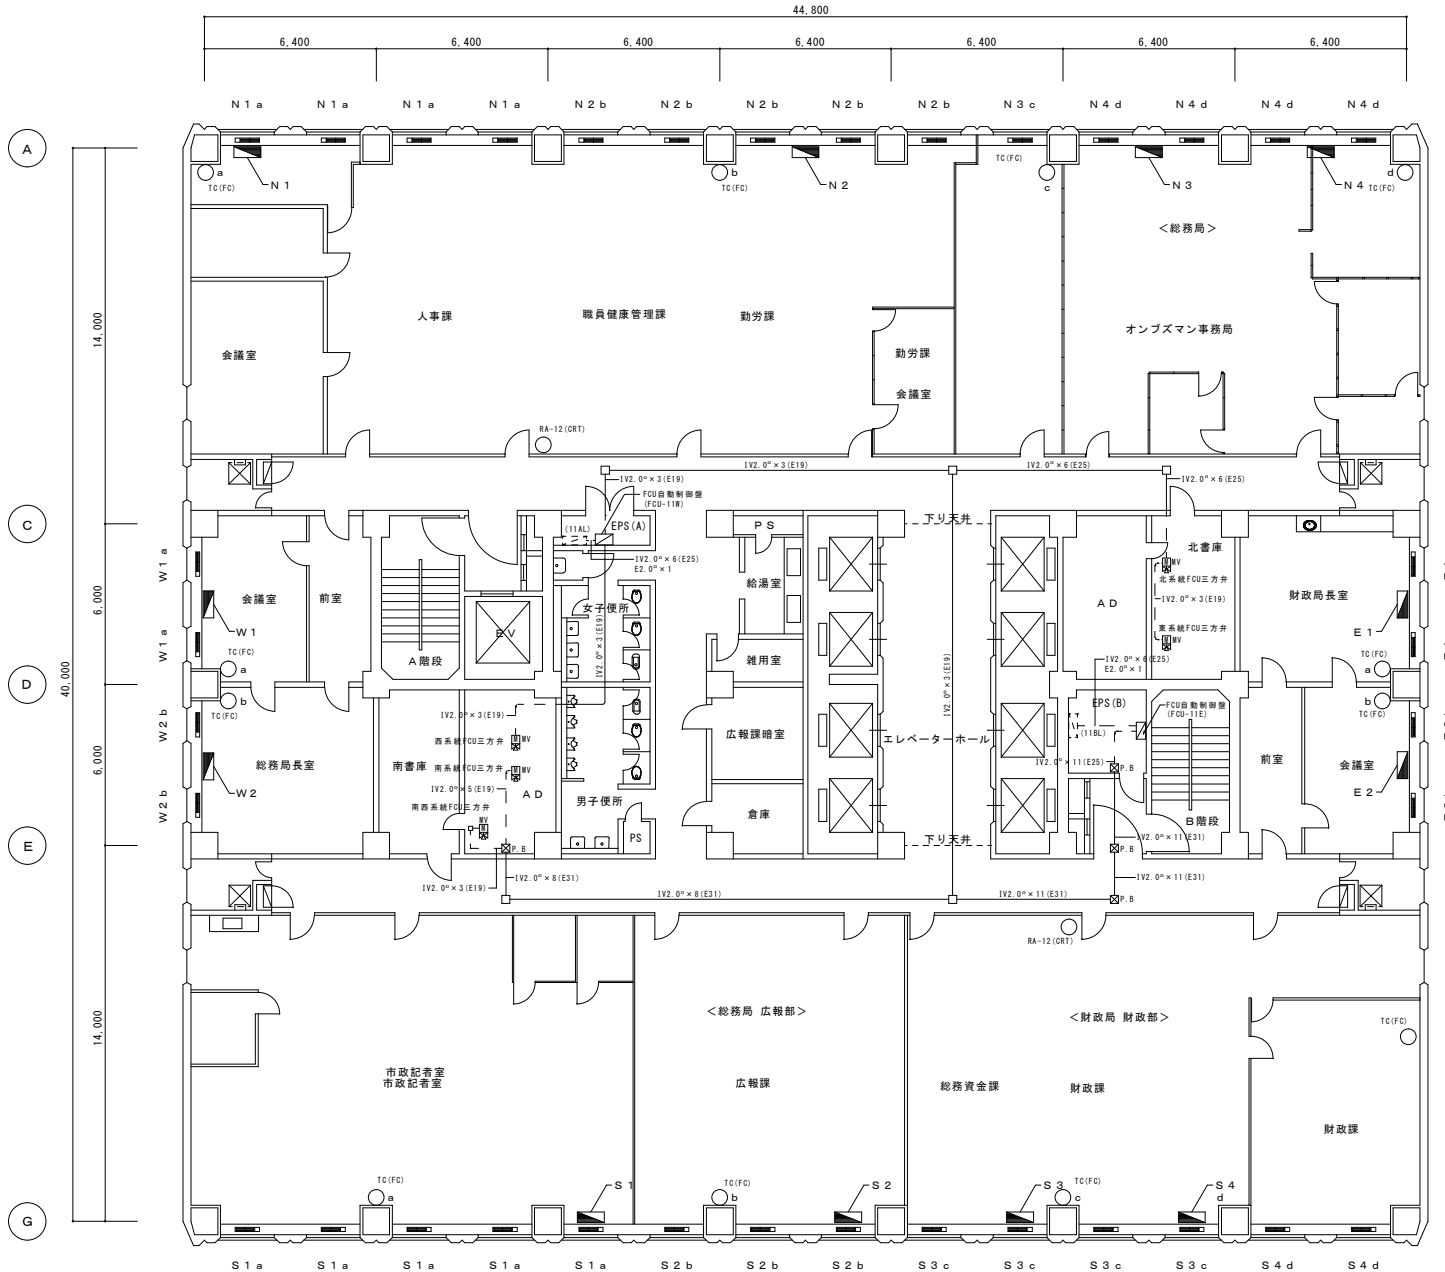 44,800
6,400 6,400 6,400 6,400 6,400 6,400 6,400
N1a N1a N1a N1a N2b N2b N2b N2b N2b N3c N4d N4d N4d N4d
A
a b c d
TC(FC) TC(FC) TC(FC) TC(FC)
N1 N2 N3 N4
<総務局>
14,000
人事課 職員健康管理課 勤労課
オンブズマン事務局
会議室
勤労課
会議室
RA-12(CRT)
IV2.0°×3(E19) IV2.0°×6(E25)
IV2.0°×3(E19) IV2.0°×6(E25)
FCU自動制御盤
(FCU-11W)
C
EPS(A)
(11AL)
PS
下り天井
北書庫
IV2.0°×6(E25)
E2.0°×1
MV
北系統FCU三方弁
W1a
6,000
会議室 前室
女子便所
給湯室
AD
IV2.0°×3(E19)
財政局長室
W1
EV
E1
東系統FCU三方弁
MV
W1a
TC(FC)
a
A階段
雑用室
IV2.0°×3(E19)
IV2.0°×3(E19)
IV2.0°×6(E25)
E2.0°×1
TC(FC)
a
D
40,000
b
TC(FC)
EPS(B)
FCU自動制御盤
(FCU-11E)
b
TC(FC)
W2b
IV2.0°×3(E19)
(11BL)
西系統FCU三方弁
MV
広報課暗室
エレベーターホール
6,000
総務局長室
南書庫
南系統FCU三方弁
MV
IV2.0°×11(E25)
P.B
前室
会議室
W2
IV2.0°×5(E19)
AD
E2
W2b
南西系統FCU三方弁
MV
男子便所
倉庫
B階段
PS
下り天井
IV2.0°×11(E31)
E
P.B
P.B
IV2.0°×3(E19)
IV2.0°×8(E31)
IV2.0°×11(E31)
IV2.0°×8(E31) IV2.0°×11(E31)
P.B
RA-12(CRT)
14,000
<総務局 広報部>
<財政局 財政部>
TC(FC)
市政記者室
市政記者室
広報課
総務資金課 財政課
財政課
TC(FC) TC(FC) TC(FC)
a b c d
S1 S2 S3 S4
G
S1a S1a S1a S1a S1a S2b S2b S2b S3c S3c S3c S3c S4d S4d